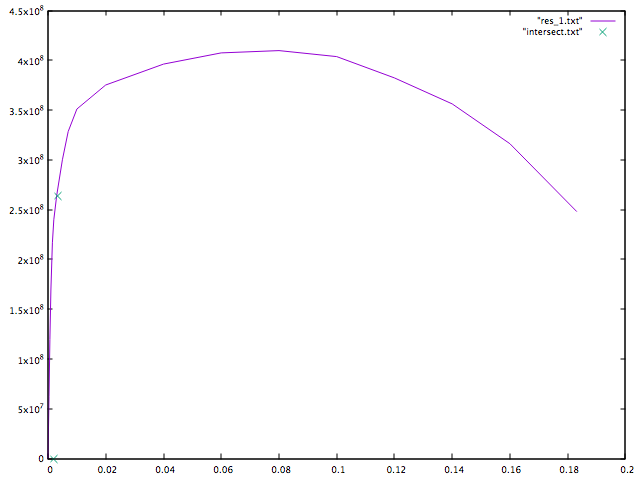 4.5x10⁸
"res_1.txt"
"intersect.txt"
4x10⁸
3.5x10⁸
3x10⁸
2.5x10⁸
2x10⁸
1.5x10⁸
1x10⁸
5x10⁷
0
0 0.02 0.04 0.06 0.08 0.1 0.12 0.14 0.16 0.18 0.2